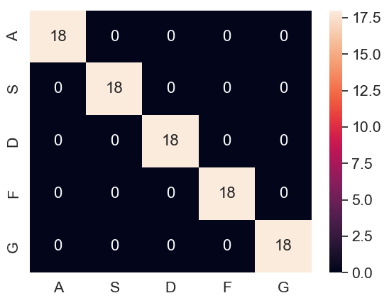 A 18 0 0 0 0
S 0 18 0 0 0
D 0 0 18 0 0
F 0 0 0 18 0
G 0 0 0 0 18
A S D F G
17.5
15.0
12.5
10.0
7.5
5.0
2.5
0.0